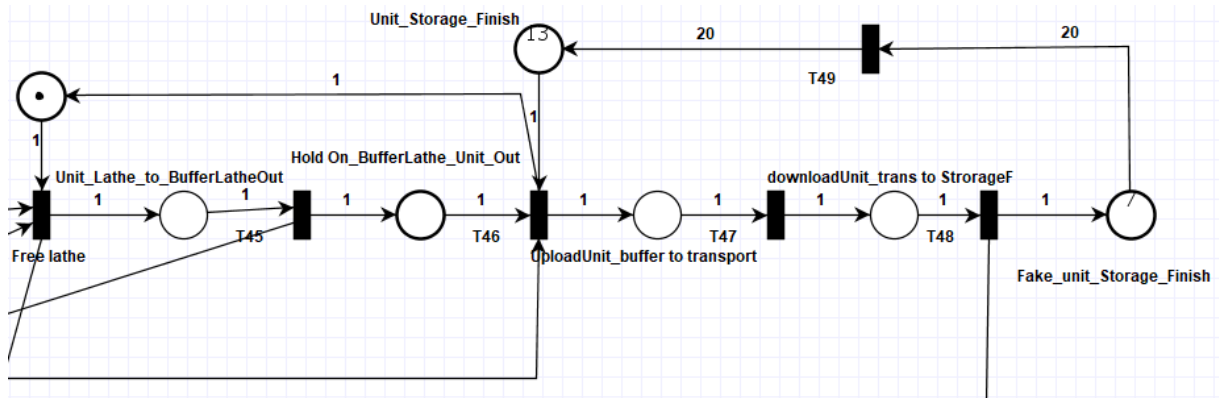 Unit_Storage_Finish
13
20
20
T49
1
1
1
Hold On_BufferLathe_Unit_Out
Unit_Lathe_to_BufferLatheOut
downloadUnit_trans to StrorageF
1
1
1
1
1
1
1
1
1
T45
T46
T47
T48
Free lathe
UploadUnit_buffer to transport
7
Fake_unit_Storage_Finish